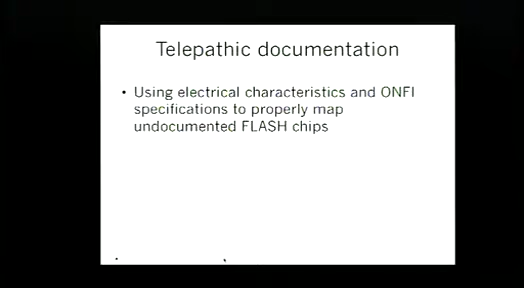 Telepathic documentation
• Using electrical characteristics and ONFI
specifications to properly map
undocumented FLASH chips